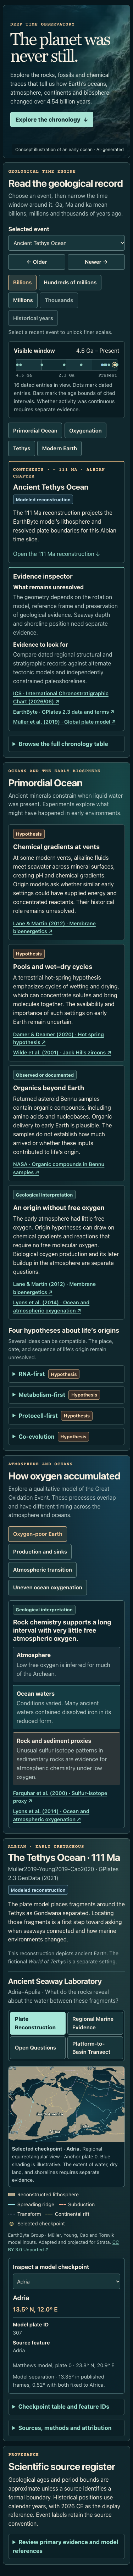 DEEP TIME OBSERVATORY
The planet was
never still.
Explore the rocks, fossils and chemical
traces that tell us how Earth's oceans,
atmosphere, continents and climates
changed over 4.54 billion years.
Explore the chronology ↓
Concept illustration of an early ocean · AI-generated
GEOLOGICAL TIME ENGINE
Read the geological record
Choose an event, then narrow the time
interval. Ga, Ma and ka mean billions,
millions and thousands of years ago.
Selected event
Ancient Tethys Ocean
← Older
Newer →
Billions
Hundreds of millions
Millions
Thousands
Historical years
Select a recent event to unlock finer scales.
Visible window
4.6 Ga – Present
4.6 Ga
2.3 Ga
Present
16 dated entries in view. Dots mark dated
entries. Bars mark the age bounds of cited
intervals. Whether activity was continuous
requires separate evidence.
Primordial Ocean
Oxygenation
Tethys
Modern Earth
CONTINENTS · ≈ 111 MA · ALBIAN
CHAPTER
Ancient Tethys Ocean
Modeled reconstruction
The 111 Ma reconstruction projects the
EarthByte model's lithosphere and
resolved plate boundaries for this Albian
time slice.
Open the 111 Ma reconstruction ↓
Evidence inspector
What remains unresolved
The geometry depends on the rotation
model, reference frame and inferred
plate boundaries. Seaway depth,
shorelines and ecology require separate
evidence.
Evidence to look for
Compare dated regional structural and
stratigraphic datasets, including
palaeomagnetic poles and independently
constrained paleoshorelines.
ICS · International Chronostratigraphic
Chart (2026/06) ↗
EarthByte · GPlates 2.3 data and terms ↗
Müller et al. (2019) · Global plate model ↗
▸ Browse the full chronology table
OCEANS AND THE EARLY BIOSPHERE
Primordial Ocean
Ancient minerals constrain when liquid water
was present. Experiments examine what might
have happened in early environments.
Hypothesis
Chemical gradients at vents
At some modern vents, alkaline fluids
meet seawater across mineral pores,
creating pH and chemical gradients.
Origin models ask whether similar early
settings could have supplied energy and
concentrated reactants. Their historical
role remains unresolved.
Lane & Martin (2012) · Membrane
bioenergetics ↗
Hypothesis
Pools and wet–dry cycles
A terrestrial hot-spring hypothesis
emphasizes cycles of wetting and drying,
which can concentrate solutes and bring
polymers together. The location and
importance of such settings on early
Earth remain uncertain.
Damer & Deamer (2020) · Hot spring
hypothesis ↗
Wilde et al. (2001) · Jack Hills zircons ↗
Observed or documented
Organics beyond Earth
Returned asteroid Bennu samples
contain organic compounds, including
amino acids and nucleobases. Organic
delivery to early Earth is plausible. The
samples do not establish how much
arrived or whether these inputs
contributed to life's origin.
NASA · Organic compounds in Bennu
samples ↗
Geological interpretation
An origin without free oxygen
The early atmosphere had little free
oxygen. Origin hypotheses can draw on
chemical gradients and reactions that
require no free molecular oxygen.
Biological oxygen production and its later
buildup in the atmosphere are separate
questions.
Lane & Martin (2012) · Membrane
bioenergetics ↗
Lyons et al. (2014) · Ocean and
atmospheric oxygenation ↗
Four hypotheses about life's origins
Several ideas can be compatible. The place,
date, and sequence of life's origin remain
unresolved.
▸ RNA-first Hypothesis
▸ Metabolism-first Hypothesis
▸ Protocell-first Hypothesis
▸ Co-evolution Hypothesis
ATMOSPHERE AND OCEANS
How oxygen accumulated
Explore a qualitative model of the Great
Oxidation Event. These processes overlap
and have different timing across the
atmosphere and oceans.
Oxygen-poor Earth
Production and sinks
Atmospheric transition
Uneven ocean oxygenation
Geological interpretation
Rock chemistry supports a long
interval with very little free
atmospheric oxygen.
Atmosphere
Low free oxygen is inferred for much
of the Archean.
Ocean waters
Conditions varied. Many ancient
waters contained dissolved iron in its
reduced form.
Rock and sediment proxies
Unusual sulfur isotope patterns in
sedimentary rocks are evidence for
atmospheric chemistry under low
oxygen.
Farquhar et al. (2000) · Sulfur-isotope
proxy ↗
Lyons et al. (2014) · Ocean and
atmospheric oxygenation ↗
ALBIAN · EARLY CRETACEOUS
The Tethys Ocean · 111 Ma
Muller2019-Young2019-Cao2020 · GPlates
2.3 GeoData (2021)
Modeled reconstruction
The plate model places fragments around the
Tethys as Gondwana separated. Locating
those fragments is a first step toward asking
when seaways connected and how marine
environments changed.
This reconstruction depicts ancient Earth. The
fictional World of Tethys is a separate setting.
Ancient Seaway Laboratory
Adria–Apulia · What do the rocks reveal
about the water between these fragments?
Plate
Reconstruction
Regional Marine
Evidence
Open Questions
Platform-to-
Basin Transect
Selected checkpoint · Adria. Regional
equirectangular view · Anchor plate 0. Blue
shading is illustrative. The water extent, dry
land, and shorelines require separate
evidence.
Reconstructed lithosphere
Spreading ridge
Subduction
Transform
Continental rift
Selected checkpoint
EarthByte Group · Müller, Young, Cao and Torsvik
model inputs. Adapted and projected for Strata. CC
BY 3.0 Unported ↗
Inspect a model checkpoint
Adria
Adria
13.5° N, 12.0° E
Model plate ID
307
Source feature
Adria
Matthews model, plate 0 · 23.8° N, 20.9° E
Model separation · 13.35° in published
frames, 0.52° with both fixed to Africa.
▸ Checkpoint table and feature IDs
▸ Sources, methods and attribution
PROVENANCE
Scientific source register
Geological ages and period bounds are
approximate unless a source identifies a
formal boundary. Historical positions use
calendar years, with 2026 CE as the display
reference. Event labels retain the source
convention.
▸ Review primary evidence and model
references